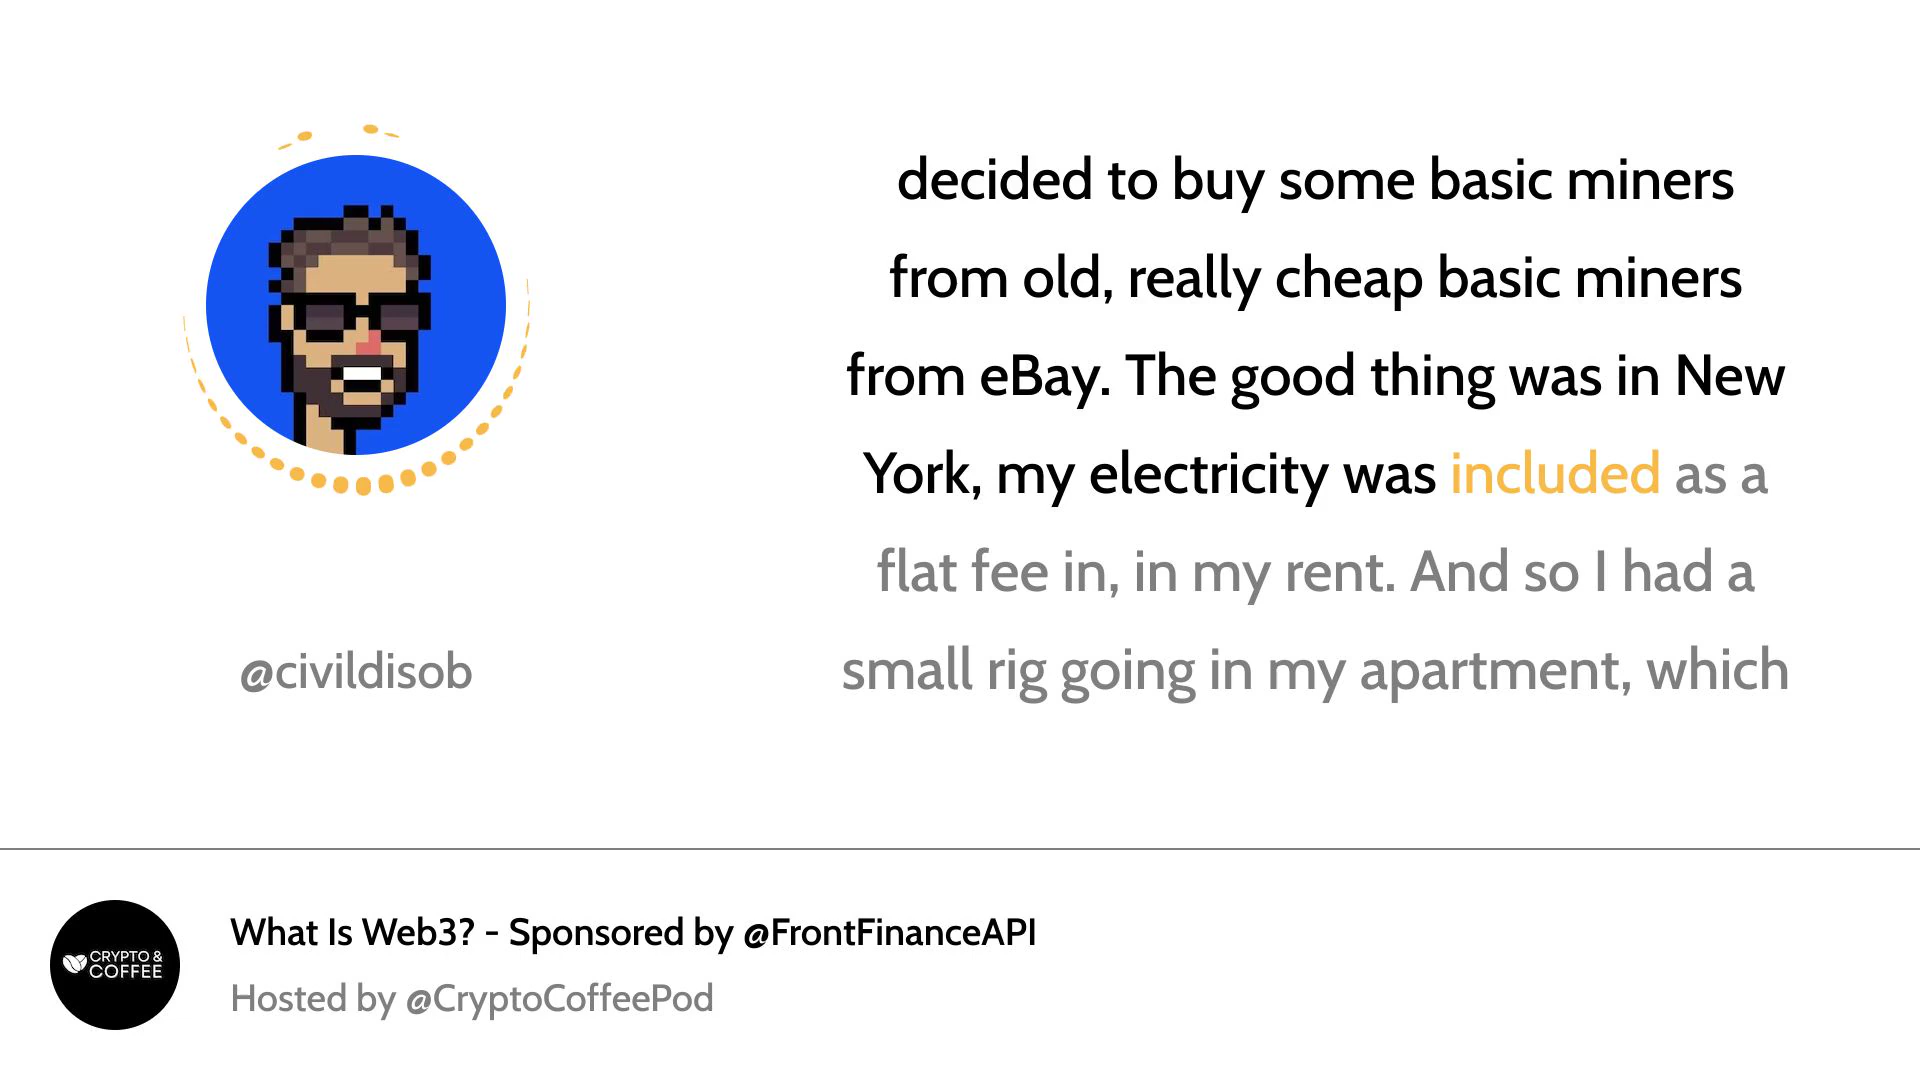 decided to buy some basic miners
from old, really cheap basic miners
from eBay. The good thing was in New
York, my electricity was included as a
flat fee in, in my rent. And so I had a
small rig going in my apartment, which
@civildisob
CRYPTO &
COFFEE
What Is Web3? - Sponsored by @FrontFinanceAPI
Hosted by @CryptoCoffeePod